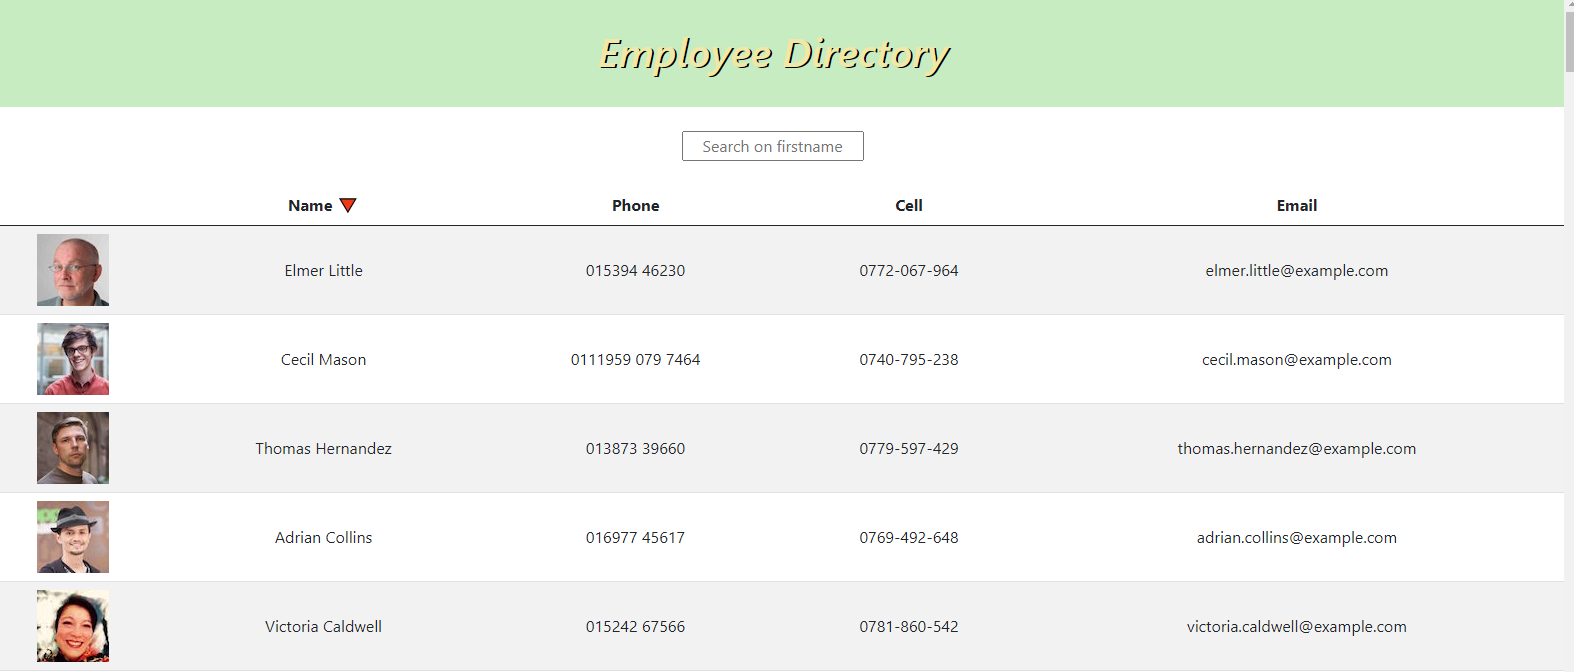 Employee Directory
Search on firstname
Name Phone Cell Email
Elmer Little 015394 46230 0772-067-964 elmer.little@example.com
Cecil Mason 0111959 079 7464 0740-795-238 cecil.mason@example.com
Thomas Hernandez 013873 39660 0779-597-429 thomas.hernandez@example.com
Adrian Collins 016977 45617 0769-492-648 adrian.collins@example.com
Victoria Caldwell 015242 67566 0781-860-542 victoria.caldwell@example.com